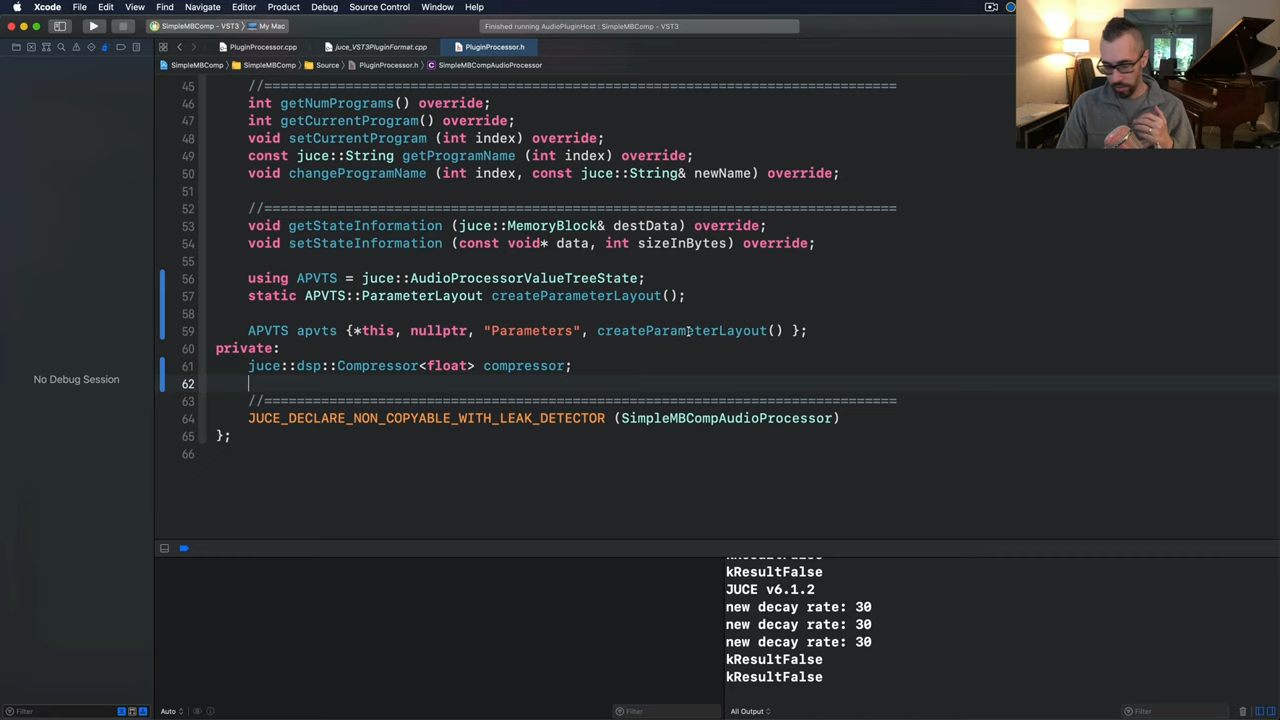 Xcode File Edit View Find Navigate Editor Product Debug Source Control Window Help
SimpleMBComp - VST3 My Mac
Finished running AudioPluginHost : SimpleMBComp - VST3
PluginProcessor.cpp juce_VST3PluginFormat.cpp PluginProcessor.h
SimpleMBComp SimpleMBComp Source PluginProcessor.h SimpleMBCompAudioProcessor
45 //==============================================================================
46 int getNumPrograms() override;
47 int getCurrentProgram() override;
48 void setCurrentProgram (int index) override;
49 const juce::String getProgramName (int index) override;
50 void changeProgramName (int index, const juce::String& newName) override;
51
52 //==============================================================================
53 void getStateInformation (juce::MemoryBlock& destData) override;
54 void setStateInformation (const void* data, int sizeInBytes) override;
55
56 using APVTS = juce::AudioProcessorValueTreeState;
57 static APVTS::ParameterLayout createParameterLayout();
58
59 APVTS apvts {*this, nullptr, "Parameters", createParameterLayout() };
60 private:
61 juce::dsp::Compressor<float> compressor;
62
63 //==============================================================================
64 JUCE_DECLARE_NON_COPYABLE_WITH_LEAK_DETECTOR (SimpleMBCompAudioProcessor)
65 };
66
No Debug Session
kResultFalse
kResultFalse
JUCE v6.1.2
new decay rate: 30
new decay rate: 30
new decay rate: 30
kResultFalse
kResultFalse
Filter
Auto
Filter
All Output
Filter